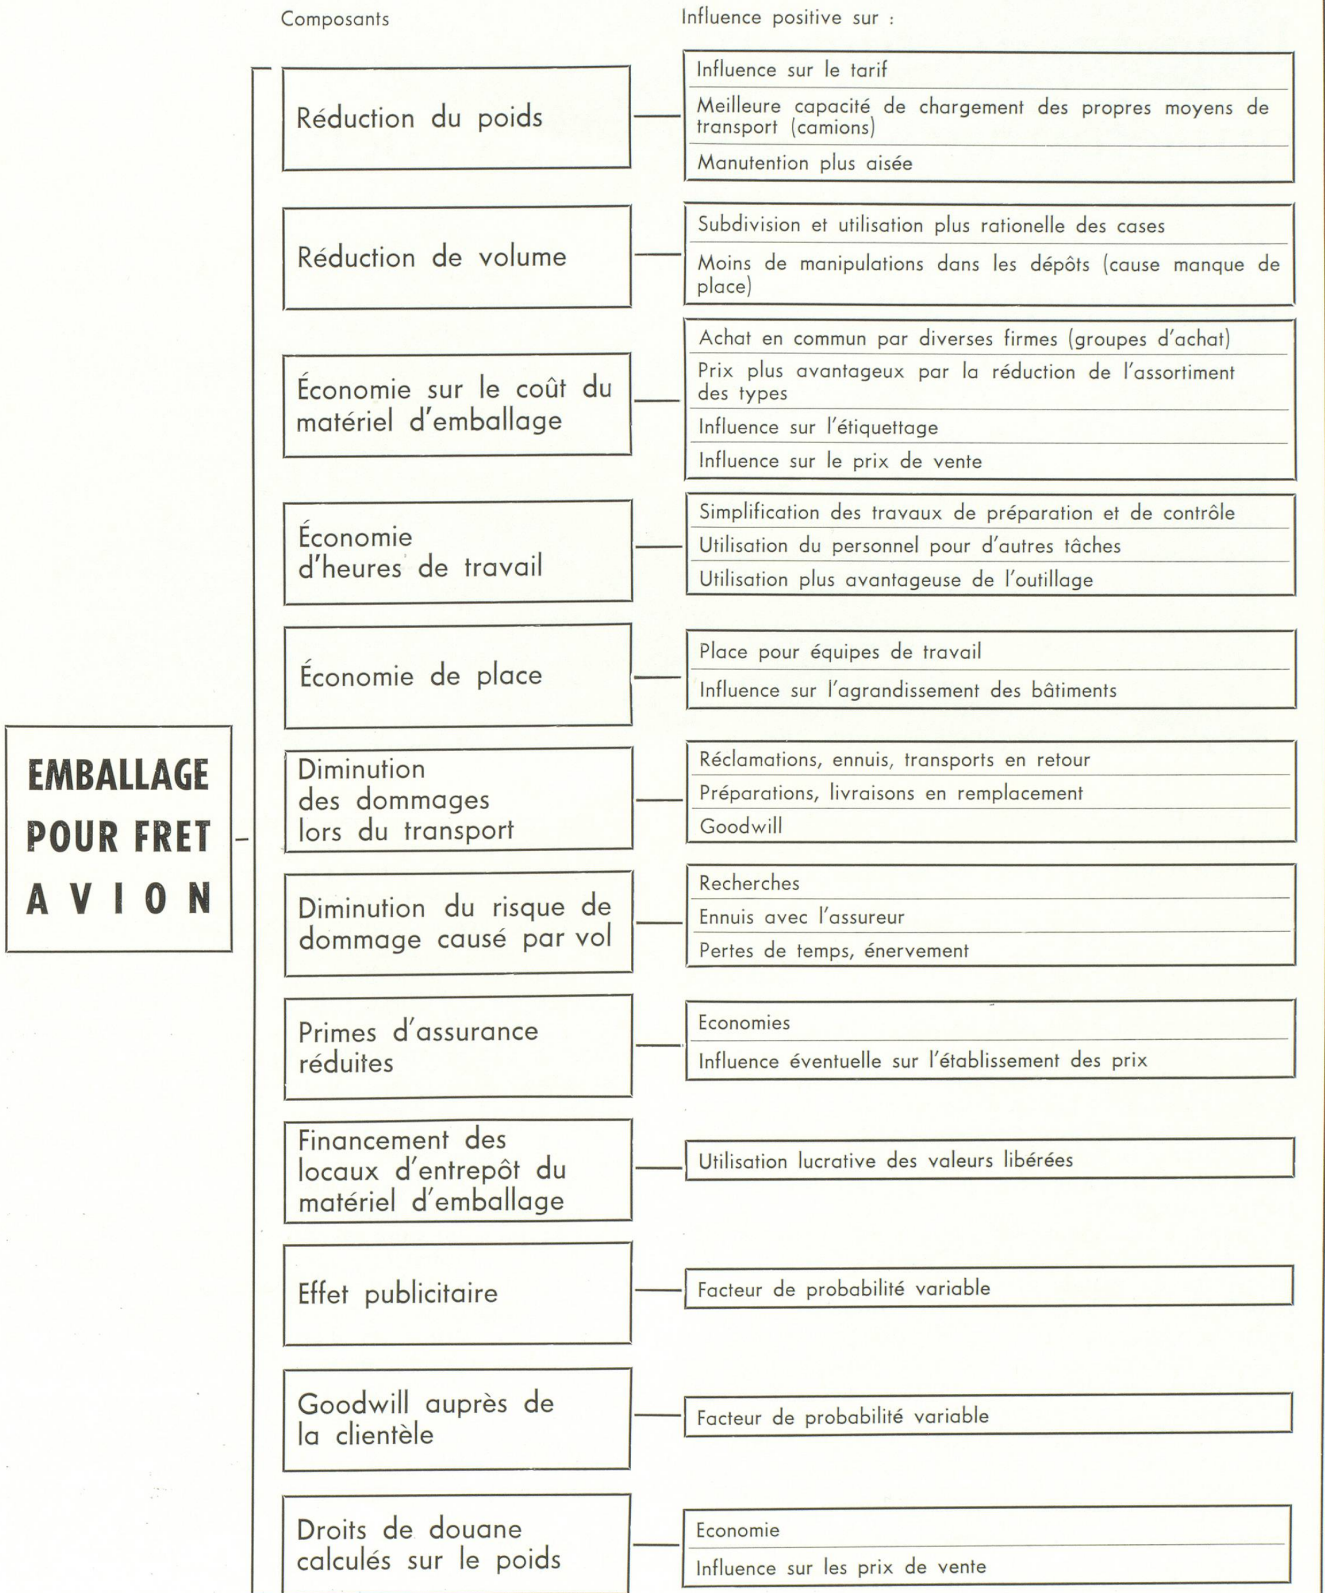 Composants
Influence positive sur :
Réduction du poids
Influence sur le tarif
Meilleure capacité de chargement des propres moyens de
transport (camions)
Manutention plus aisée
Réduction de volume
Subdivision et utilisation plus rationelle des cases
Moins de manipulations dans les dépôts (cause manque de
place)
Économie sur le coût du
matériel d'emballage
Achat en commun par diverses firmes (groupes d'achat)
Prix plus avantageux par la réduction de l'assortiment
des types
Influence sur l'étiquettage
Influence sur le prix de vente
Économie
d'heures de travail
Simplification des travaux de préparation et de contrôle
Utilisation du personnel pour d'autres tâches
Utilisation plus avantageuse de l'outillage
Économie de place
Place pour équipes de travail
Influence sur l'agrandissement des bâtiments
EMBALLAGE
POUR FRET
AVION
Diminution
des dommages
lors du transport
Réclamations, ennuis, transports en retour
Préparations, livraisons en remplacement
Goodwill
Diminution du risque de
dommage causé par vol
Recherches
Ennuis avec l'assureur
Pertes de temps, énervement
Primes d'assurance
réduites
Economies
Influence éventuelle sur l'établissement des prix
Financement des
locaux d'entrepôt du
matériel d'emballage
Utilisation lucrative des valeurs libérées
Effet publicitaire
Facteur de probabilité variable
Goodwill auprès de
la clientèle
Facteur de probabilité variable
Droits de douane
calculés sur le poids
Economie
Influence sur les prix de vente